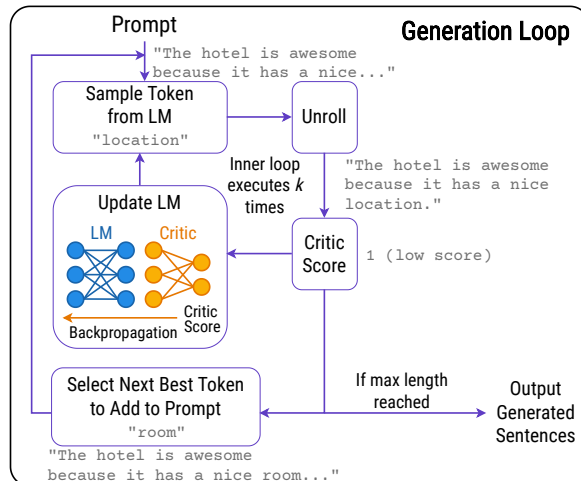 Generation Loop
Prompt
"The hotel is awesome
because it has a nice..."
Sample Token
from LM
"location"
Unroll
Inner loop
executes k
times
"The hotel is awesome
because it has a nice
location."
Update LM
LM
Critic
Critic
Score
Backpropagation
Critic
Score
1 (low score)
Select Next Best Token
to Add to Prompt
"room"
If max length
reached
Output
Generated
Sentences
"The hotel is awesome
because it has a nice room..."